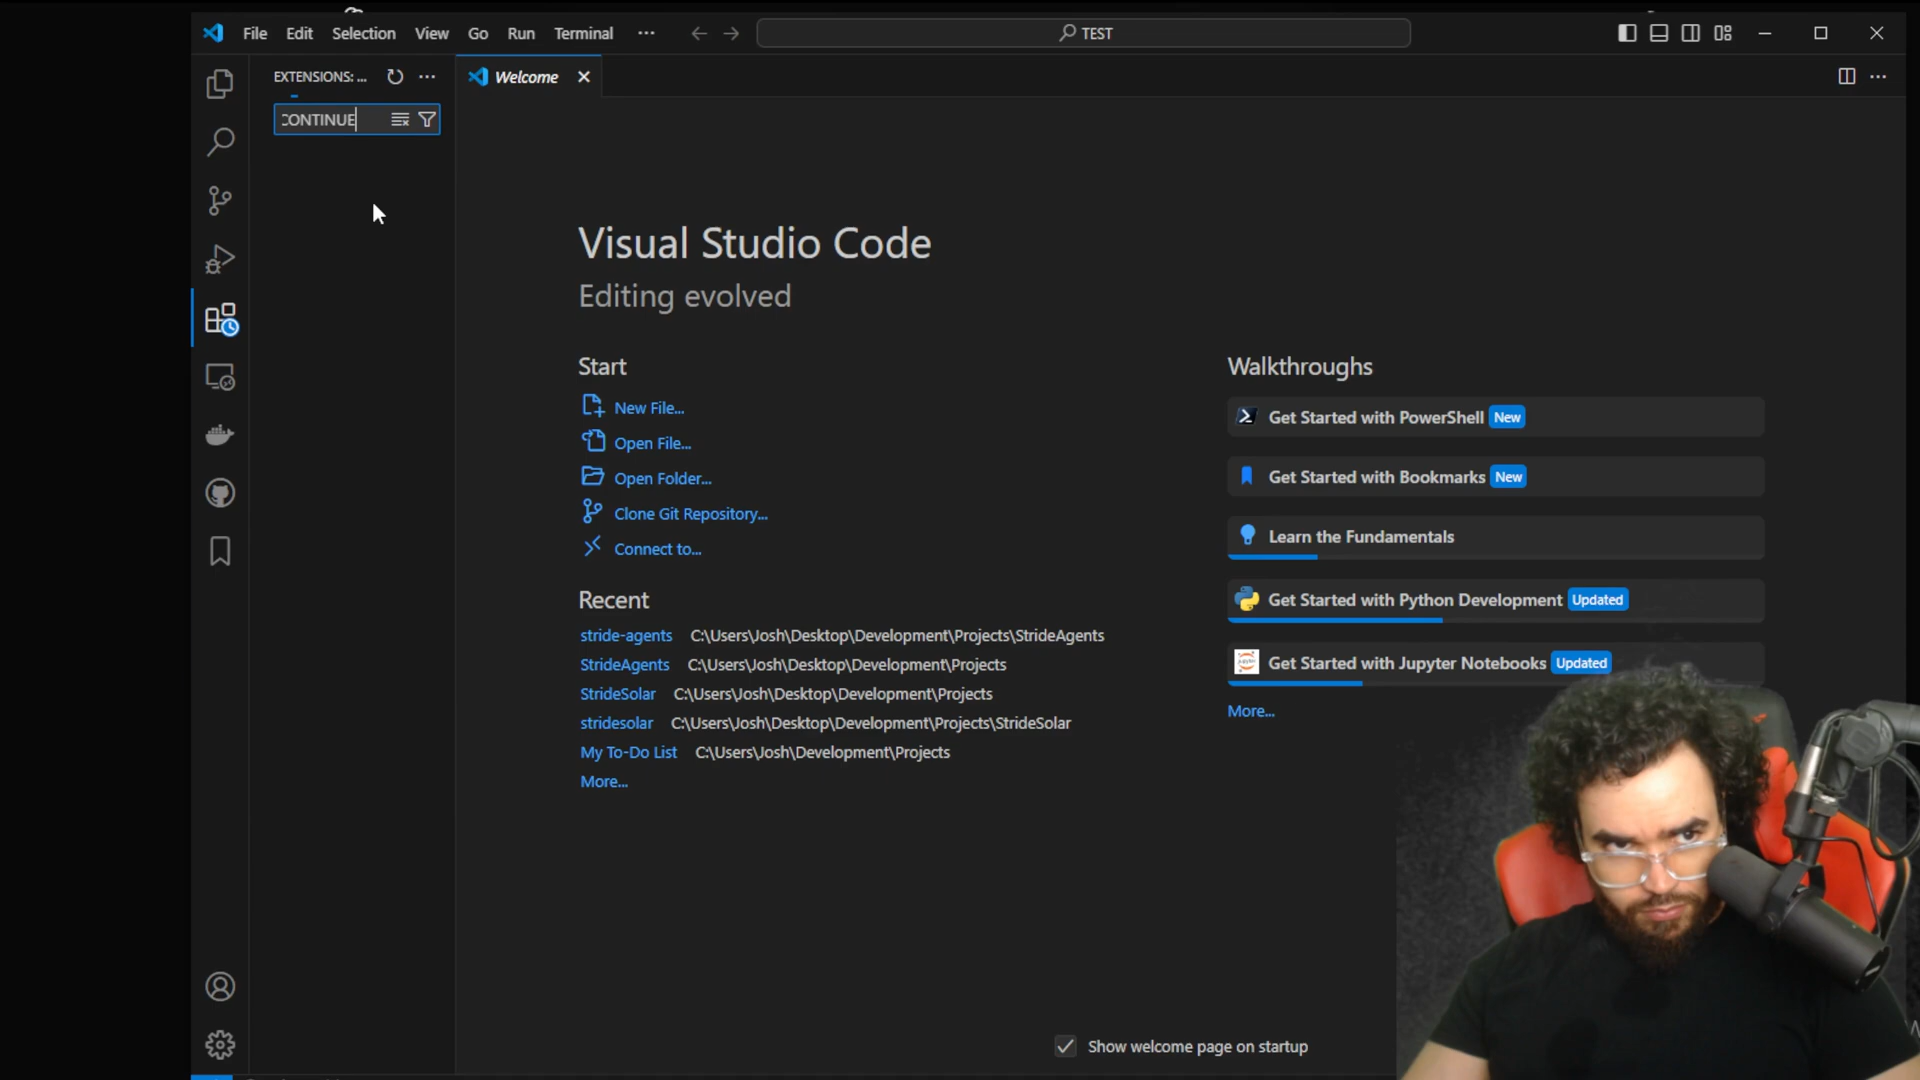 File Edit Selection View Go Run Terminal ···
TEST
EXTENSIONS: ...
Welcome
CONTINUE
Visual Studio Code
Editing evolved
Start
New File...
Open File...
Open Folder...
Clone Git Repository...
Connect to...
Recent
stride-agents C:\Users\Josh\Desktop\Development\Projects\StrideAgents
StrideAgents C:\Users\Josh\Desktop\Development\Projects
StrideSolar C:\Users\Josh\Desktop\Development\Projects
stridesolar C:\Users\Josh\Desktop\Development\Projects\StrideSolar
My To-Do List C:\Users\Josh\Development\Projects
More...
Walkthroughs
Get Started with PowerShell New
Get Started with Bookmarks New
Learn the Fundamentals
Get Started with Python Development Updated
Get Started with Jupyter Notebooks Updated
More...
Show welcome page on startup